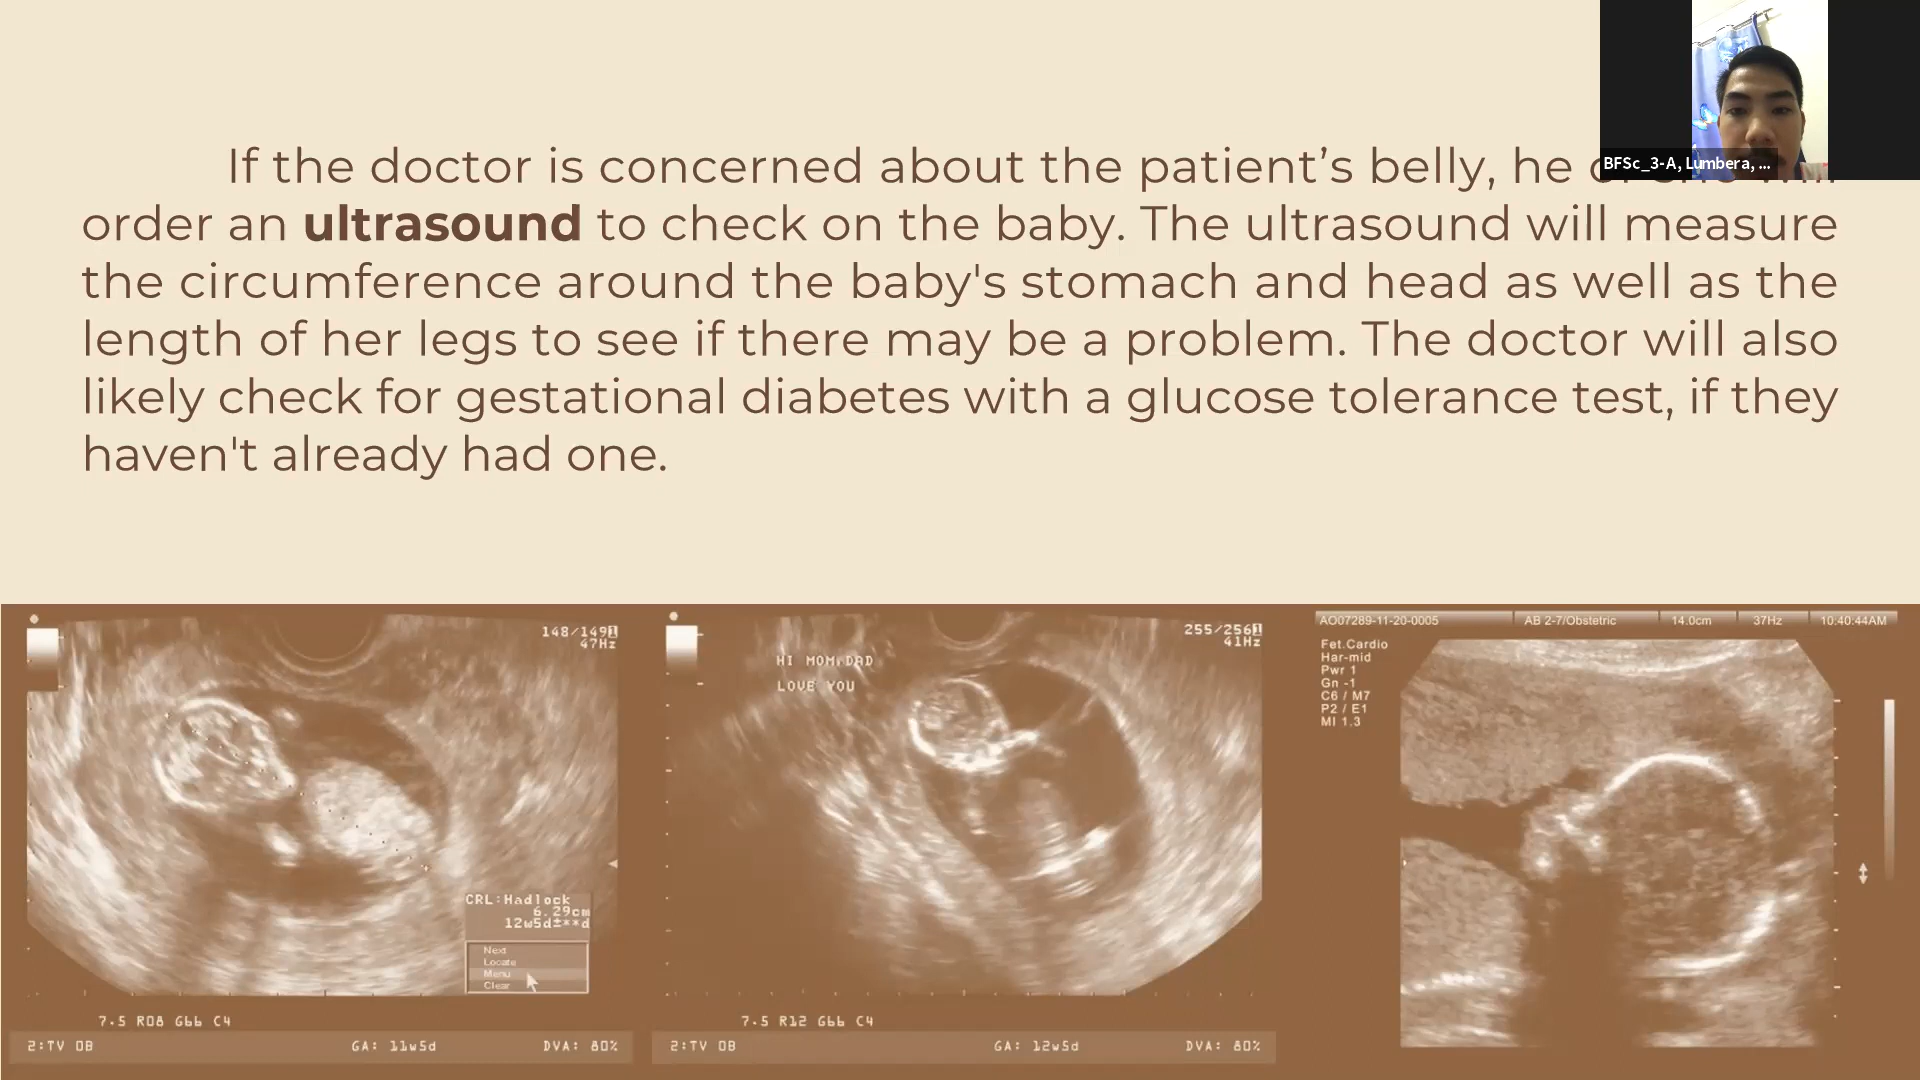 If the doctor is concerned about the patient’s belly, he or she will
order an ultrasound to check on the baby. The ultrasound will measure
the circumference around the baby's stomach and head as well as the
length of her legs to see if there may be a problem. The doctor will also
likely check for gestational diabetes with a glucose tolerance test, if they
haven't already had one.
BFSc_3-A, Lumbera, ...
148/149
47Hz
CRL:Hadlock
6.29cm
12w5d±**d
Next
Locate
Menu
Clear
7.5 R08 G66 C4
2:TV OB GA: 11w5d DVA: 80%
255/256
41Hz
HI MOM.DAD
LOVE YOU
7.5 R12 G66 C4
2:TV OB GA: 12w5d DVA: 80%
AO07289-11-20-0005 AB 2-7/Obstetric 14.0cm 37Hz 10:40:44AM
Fet.Cardio
Har-mid
Pwr 1
Gn -1
C6 / M7
P2 / E1
MI 1.3